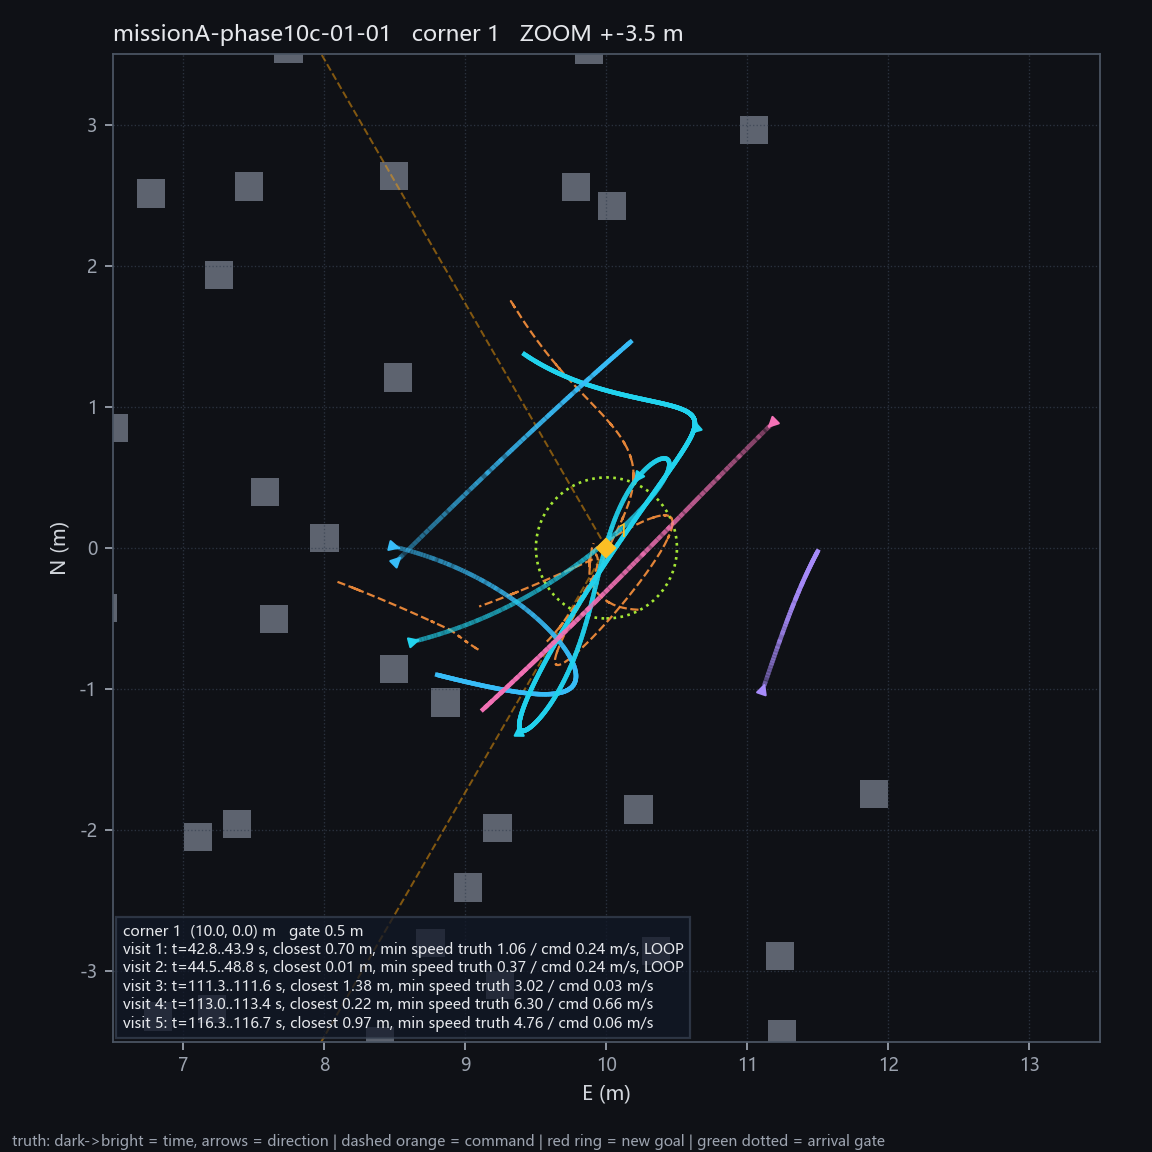 missionA-phase10c-01-01   corner 1   ZOOM +-3.5 m
3
2
1
0
-1
-2
-3
N (m)
corner 1  (10.0, 0.0) m   gate 0.5 m
visit 1: t=42.8..43.9 s, closest 0.70 m, min speed truth 1.06 / cmd 0.24 m/s, LOOP
visit 2: t=44.5..48.8 s, closest 0.01 m, min speed truth 0.37 / cmd 0.24 m/s, LOOP
visit 3: t=111.3..111.6 s, closest 1.38 m, min speed truth 3.02 / cmd 0.03 m/s
visit 4: t=113.0..113.4 s, closest 0.22 m, min speed truth 6.30 / cmd 0.66 m/s
visit 5: t=116.3..116.7 s, closest 0.97 m, min speed truth 4.76 / cmd 0.06 m/s
7 8 9 10 11 12 13
E (m)
truth: dark->bright = time, arrows = direction | dashed orange = command | red ring = new goal | green dotted = arrival gate